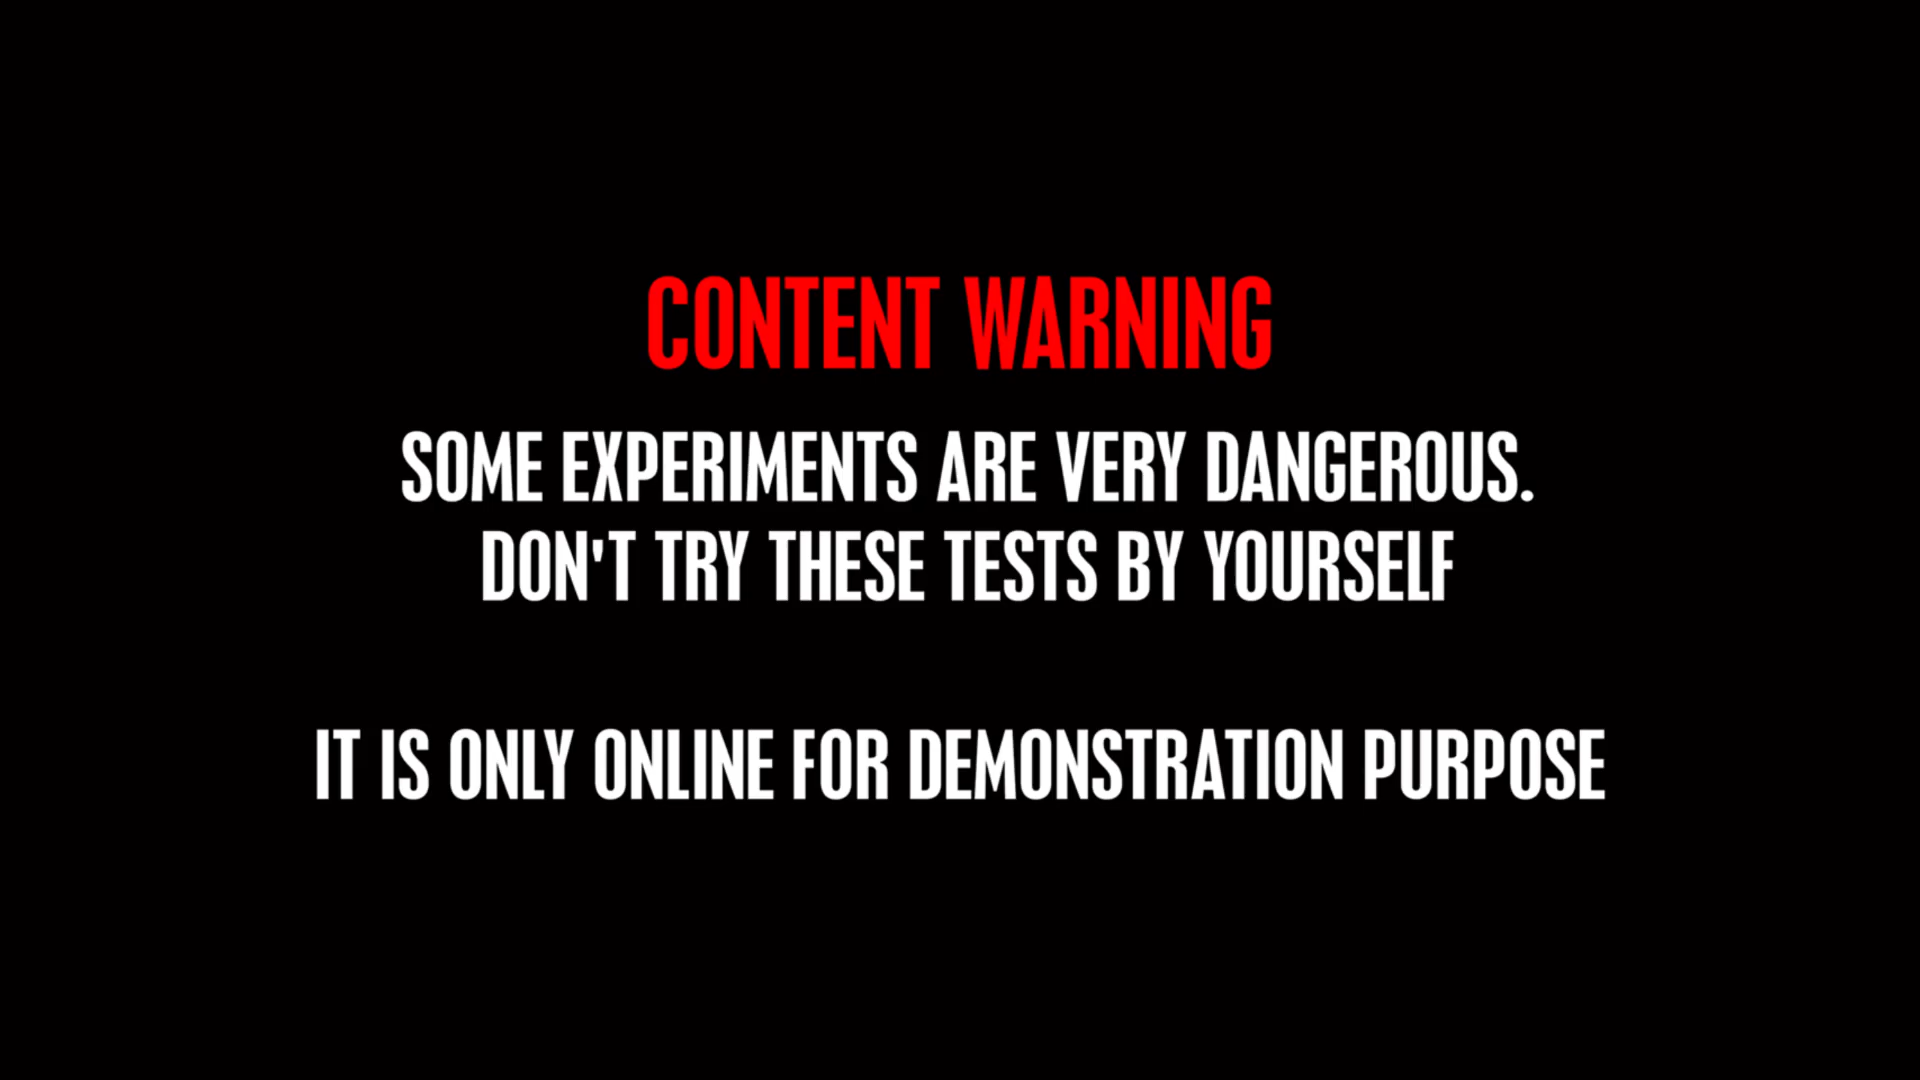 CONTENT WARNING
SOME EXPERIMENTS ARE VERY DANGEROUS.
DON'T TRY THESE TESTS BY YOURSELF
IT IS ONLY ONLINE FOR DEMONSTRATION PURPOSE